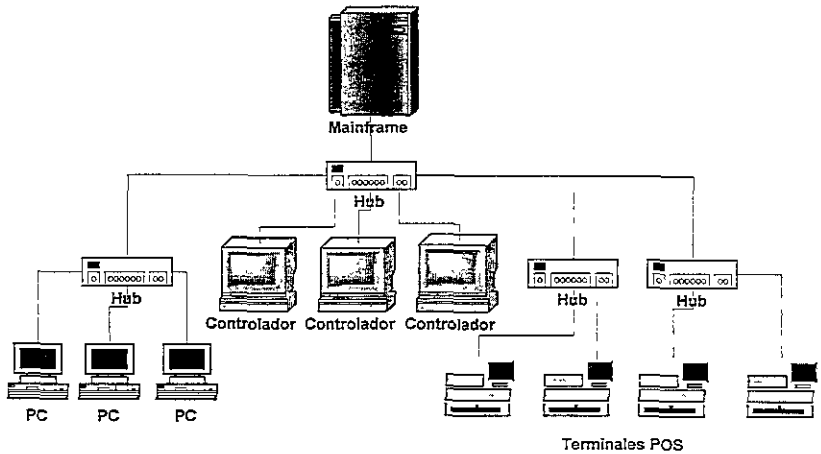 Mainframe
Hub
Hub
Controlador Controlador Controlador
Hub
Hub
PC PC PC
Terminales POS